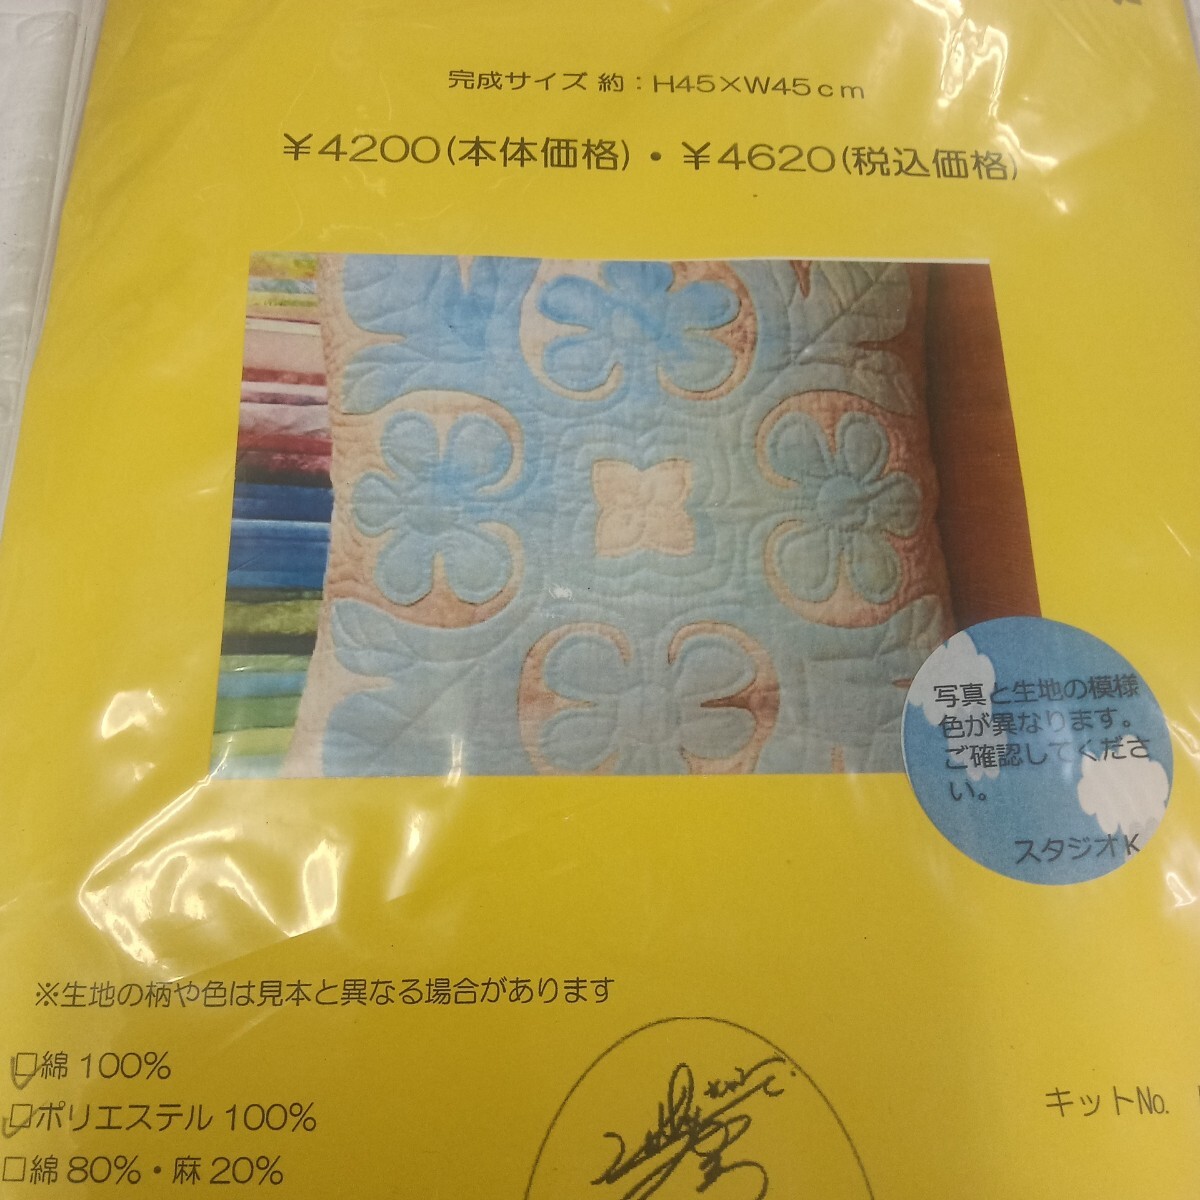 完成サイズ 約：H45×W45cm
￥4200(本体価格)・￥4620(税込価格)
写真と生地の模様
色が異なります。
ご確認してくださ
い。
スタジオK
※生地の柄や色は見本と異なる場合があります
□綿 100%
□ポリエステル 100%
□綿 80%・麻 20%
キットNo.